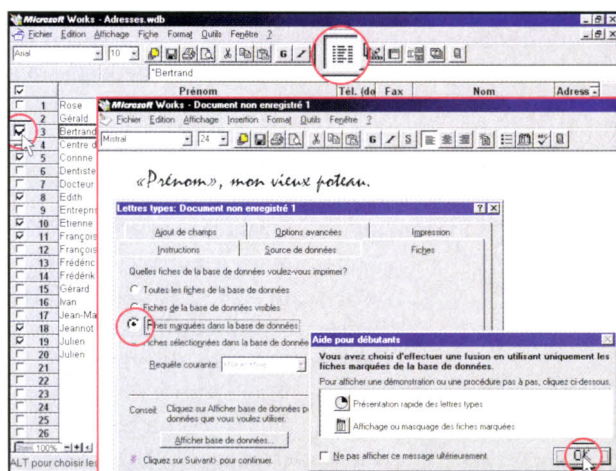 Microsoft Works - Adresses.wdb
Fichier Edition Affichage Fiche Format Outils Fenêtre ?
Arial 10 G I
"Bertrand
Prénom Tél. (do Fax Nom Adress
1 Rose
2 Gérald
3 Bertrand
4 Centre d
5 Corinne
6 Dentiste
7 Docteur
8 Edith
9 Entrepris
10 Etienne
11 François
12 François
13 Frédéric
14 Frédérik
15 Gérard
16 Ivan
17 Jean-Ma
18 Jeannot
19 Julien
20 Julien
21
22
23
24
25
26
Zoom 100%
ALT pour choisir les
Microsoft Works - Document non enregistré 1
Fichier Edition Affichage Insertion Format Outils Fenêtre ?
Mistral 24 G I S
«Prénom», mon vieux poteau.
Lettres types: Document non enregistré 1
Ajout de champs Options avancées Impression
Instructions Source de données Fiches
Quelles fiches de la base de données voulez-vous imprimer?
Toutes les fiches de la base de données
Fiches de la base de données visibles
Fiches marquées dans la base de données
Fiches sélectionnées dans la base de donnée
Requête courante:
Conseil: Cliquez sur Afficher base de données p
données que vous voulez utiliser.
Afficher base de données...
Cliquez sur Suivant> pour continuer.
Aide pour débutants
Vous avez choisi d'effectuer une fusion en utilisant uniquement les
fiches marquées de la base de données.
Pour afficher une démonstration ou une procédure pas à pas, cliquez ci-dessous.
Présentation rapide des lettres types
Affichage ou masquage des fiches marquées
Ne pas afficher ce message ultérieurement.
OK